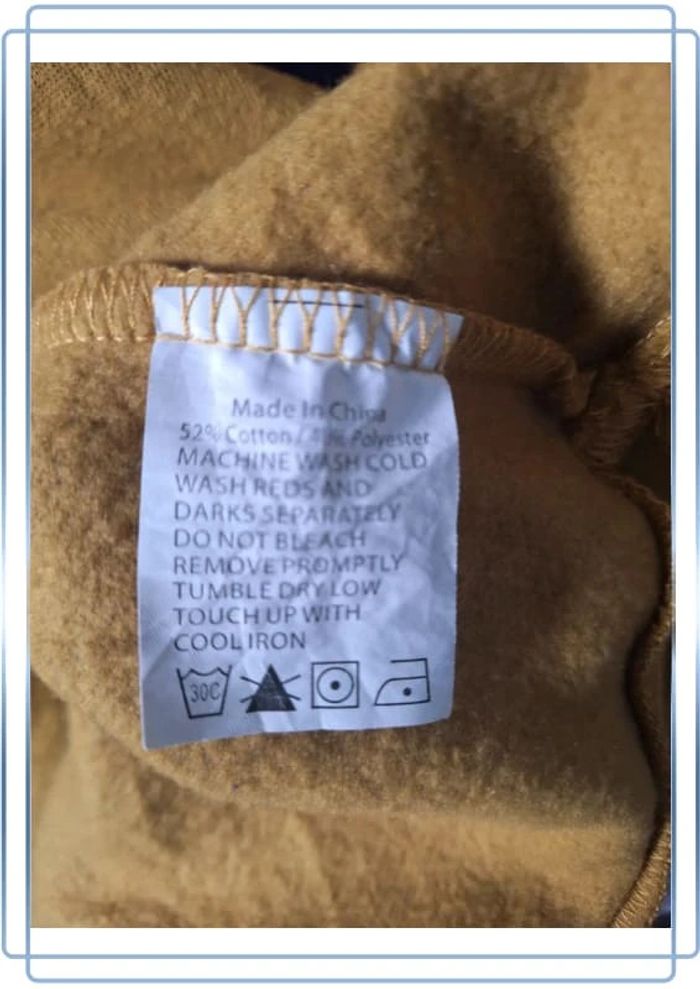 Made In China
52% Cotton / Polyester
MACHINE WASH COLD
WASH REDS AND
DARKS SEPARATELY
DO NOT BLEACH
REMOVE PROMPTLY
TUMBLE DRY LOW
TOUCH UP WITH
COOL IRON
30C